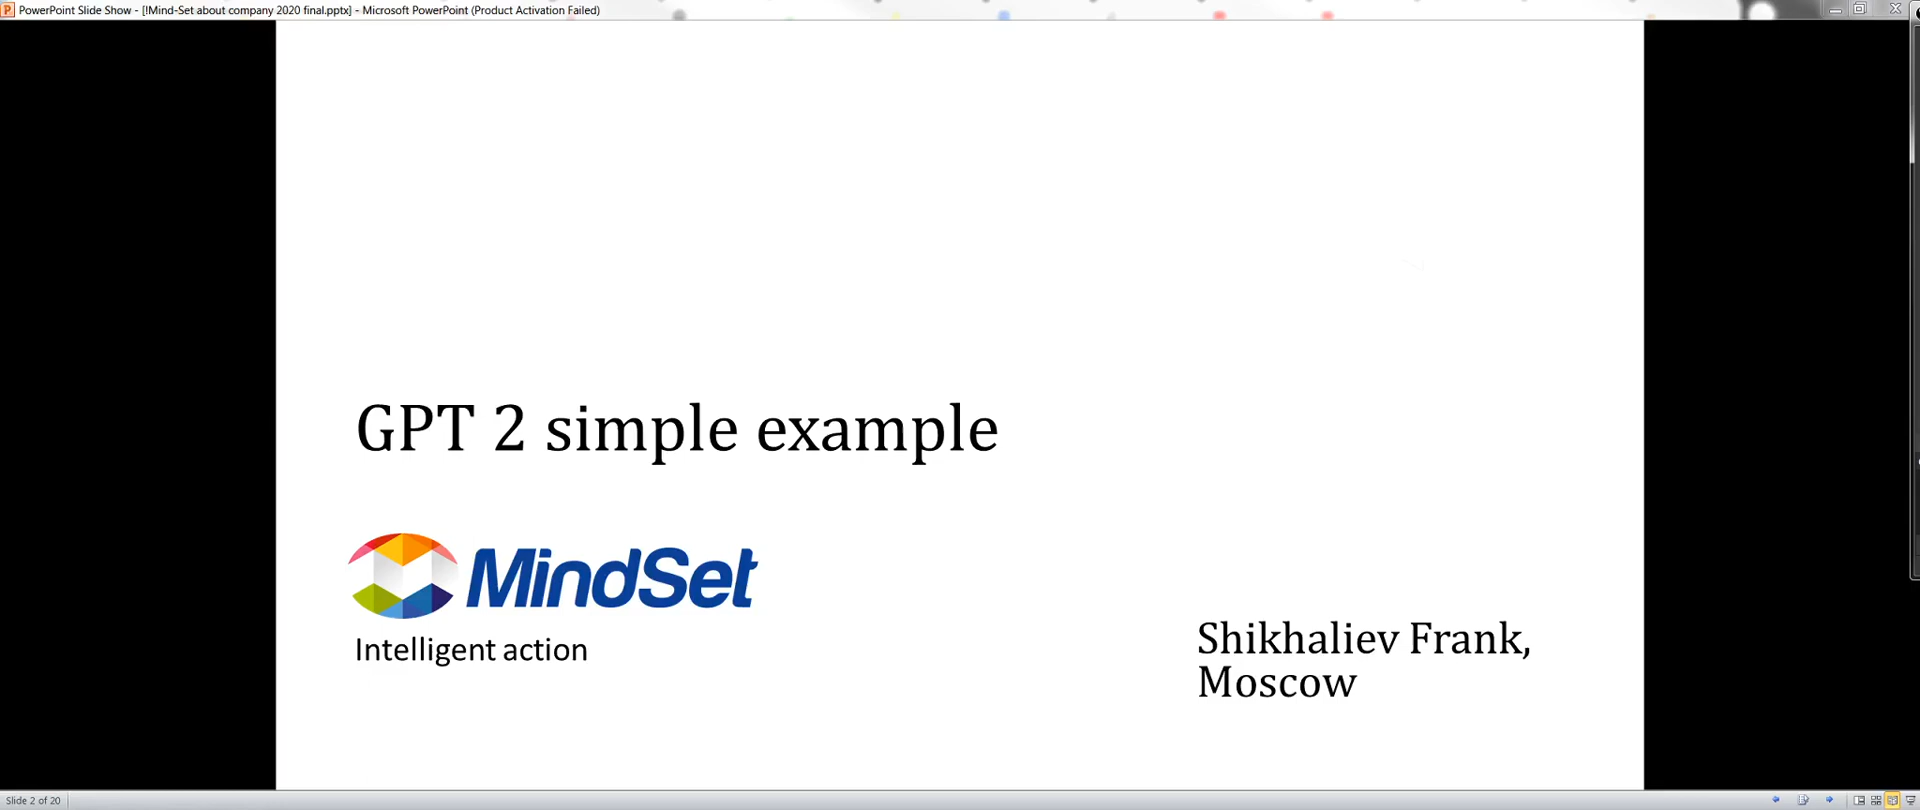 PowerPoint Slide Show - [!Mind-Set about company 2020 final.pptx] - Microsoft PowerPoint (Product Activation Failed)
GPT 2 simple example
MindSet
Intelligent action
Shikhaliev Frank,
Moscow
Slide 2 of 20